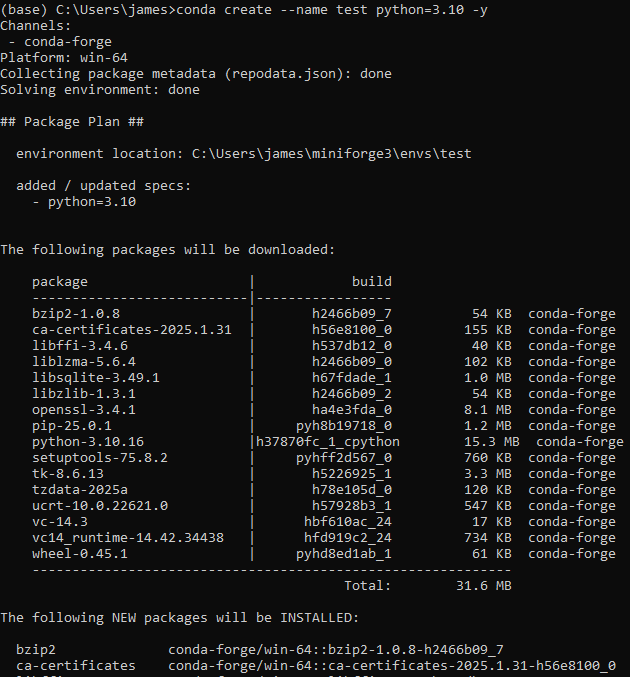 (base) C:\Users\james>conda create --name test python=3.10 -y
Channels:
 - conda-forge
Platform: win-64
Collecting package metadata (repodata.json): done
Solving environment: done

## Package Plan ##

  environment location: C:\Users\james\miniforge3\envs\test

  added / updated specs:
    - python=3.10


The following packages will be downloaded:

    package                    |            build
    ---------------------------|-----------------
    bzip2-1.0.8                |       h2466b09_7          54 KB  conda-forge
    ca-certificates-2025.1.31  |       h56e8100_0         155 KB  conda-forge
    libffi-3.4.6               |       h537db12_0          40 KB  conda-forge
    liblzma-5.6.4              |       h2466b09_0         102 KB  conda-forge
    libsqlite-3.49.1           |       h67fdade_1         1.0 MB  conda-forge
    libzlib-1.3.1              |       h2466b09_2          54 KB  conda-forge
    openssl-3.4.1              |       ha4e3fda_0         8.1 MB  conda-forge
    pip-25.0.1                 |     pyh8b19718_0         1.2 MB  conda-forge
    python-3.10.16             |h37870fc_1_cpython        15.3 MB  conda-forge
    setuptools-75.8.2          |     pyhff2d567_0         760 KB  conda-forge
    tk-8.6.13                  |       h5226925_1         3.3 MB  conda-forge
    tzdata-2025a               |       h78e105d_0         120 KB  conda-forge
    ucrt-10.0.22621.0          |       h57928b3_1         547 KB  conda-forge
    vc-14.3                    |      hbf610ac_24          17 KB  conda-forge
    vc14_runtime-14.42.34438   |      hfd919c2_24         734 KB  conda-forge
    wheel-0.45.1               |     pyhd8ed1ab_1          61 KB  conda-forge
    ------------------------------------------------------------
                                           Total:        31.6 MB

The following NEW packages will be INSTALLED:

  bzip2              conda-forge/win-64::bzip2-1.0.8-h2466b09_7
  ca-certificates    conda-forge/win-64::ca-certificates-2025.1.31-h56e8100_0